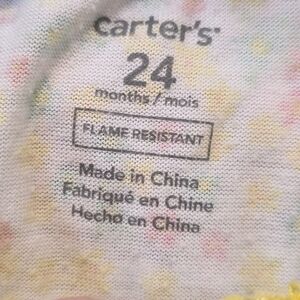 carter's
24
months / mois
FLAME RESISTANT
Made in China
Fabriqué en Chine
Hecho en China